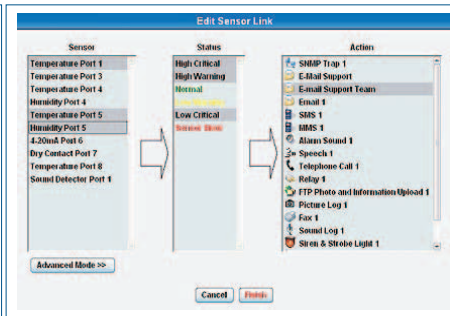 Edit Sensor Link
Sensor
Temperature Port 1
Temperature Port 3
Temperature Port 4
Humidity Port 4
Temperature Port 5
Humidity Port 5
4-20mA Port 6
Dry Contact Port 7
Temperature Port 8
Sound Detector Port 1
Advanced Mode >>
Status
High Critical
High Warning
Normal
Low Critical
Sensor Error
Action
SNMP Trap 1
E-Mail Support
E-mail Support Team
Email 1
SMS 1
MMS 1
Alarm Sound 1
Speech 1
Telephone Call 1
Relay 1
FTP Photo and Information Upload 1
Picture Log 1
Fax 1
Sound Log 1
Siren & Strobe Light 1
Cancel
Finish